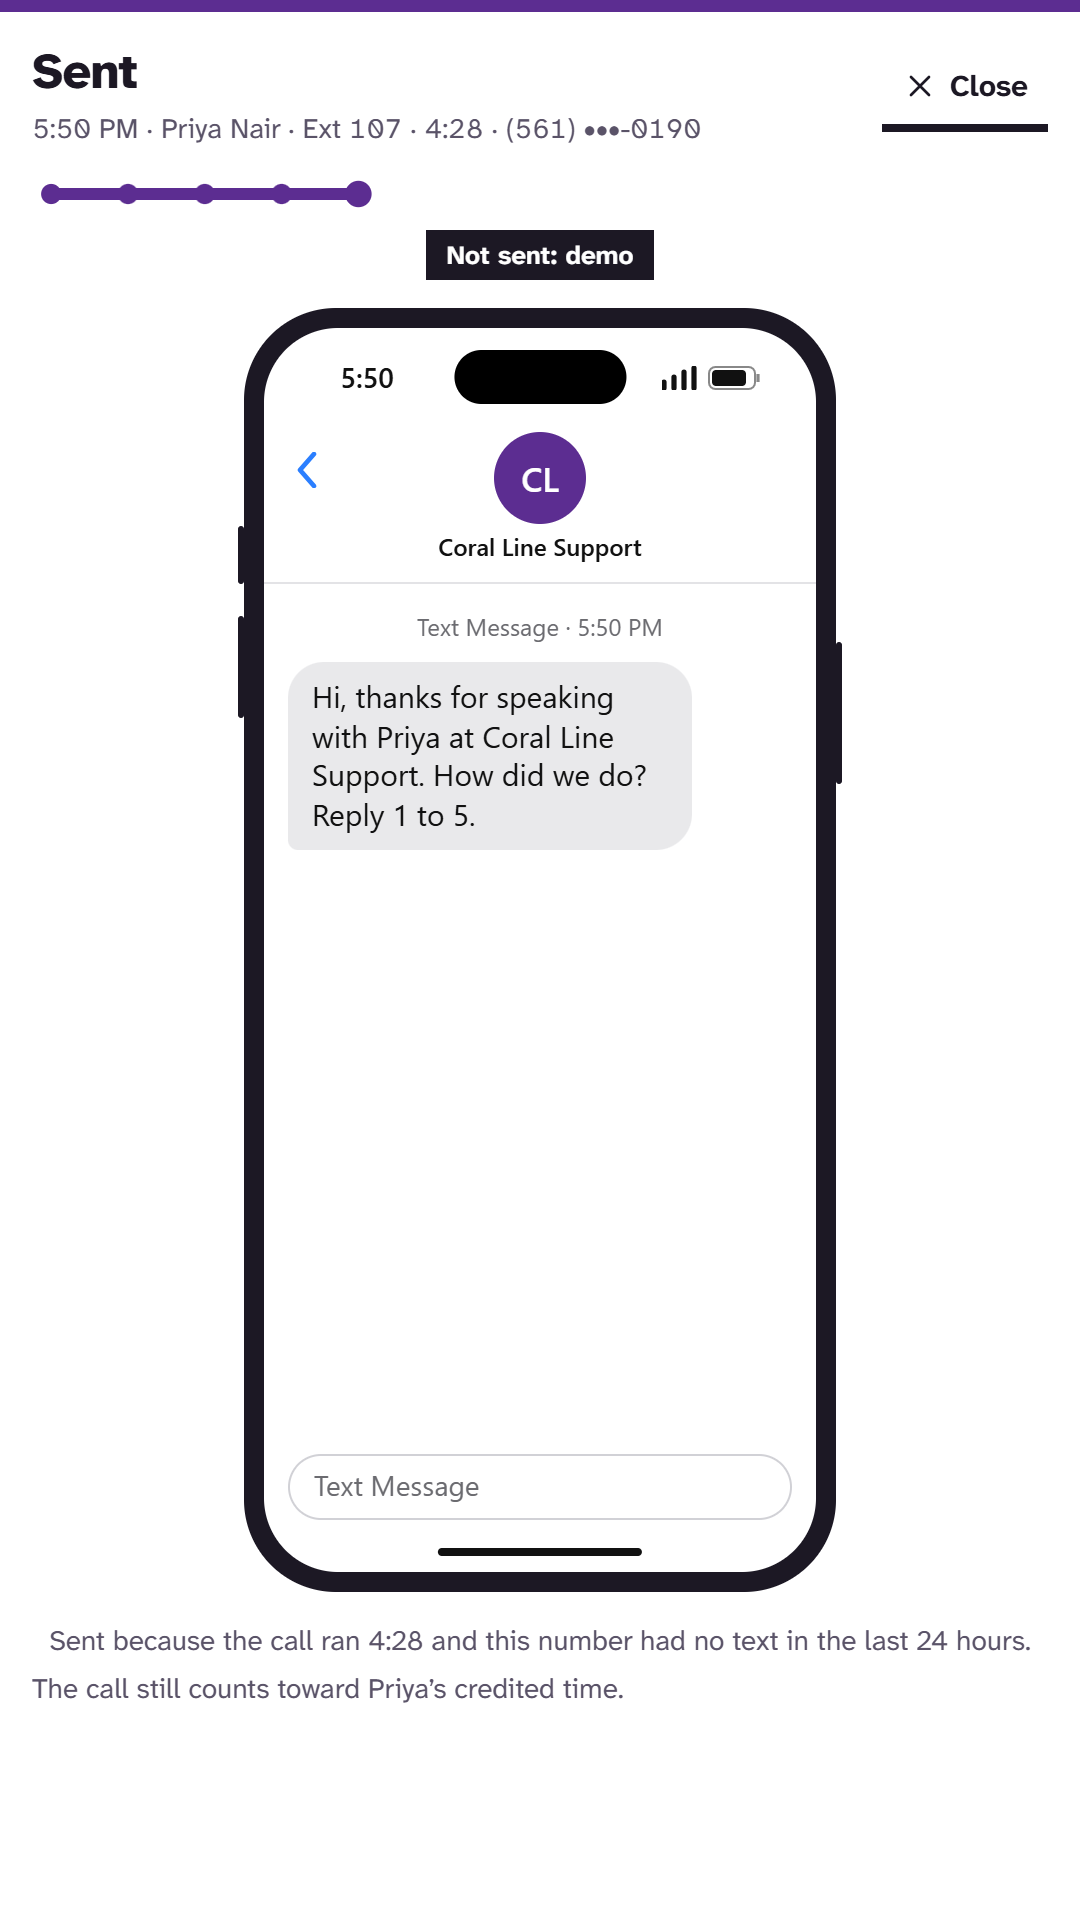 Sent
Close
5:50 PM · Priya Nair · Ext 107 · 4:28 · (561) •••-0190
Not sent: demo
5:50
CL
Coral Line Support
Text Message · 5:50 PM
Hi, thanks for speaking
with Priya at Coral Line
Support. How did we do?
Reply 1 to 5.
Text Message
Sent because the call ran 4:28 and this number had no text in the last 24 hours.
The call still counts toward Priya’s credited time.